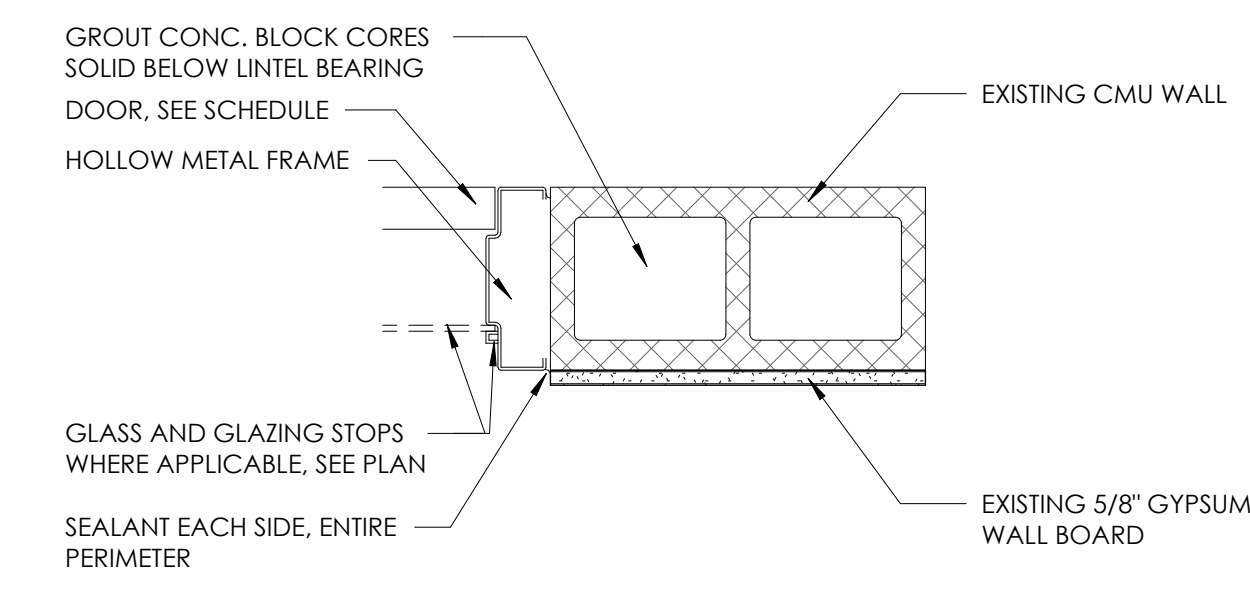 GROUT CONC. BLOCK CORES
SOLID BELOW LINTEL BEARING
DOOR, SEE SCHEDULE
HOLLOW METAL FRAME
EXISTING CMU WALL
GLASS AND GLAZING STOPS
WHERE APPLICABLE, SEE PLAN
SEALANT EACH SIDE, ENTIRE
PERIMETER
EXISTING 5/8" GYPSUM
WALL BOARD